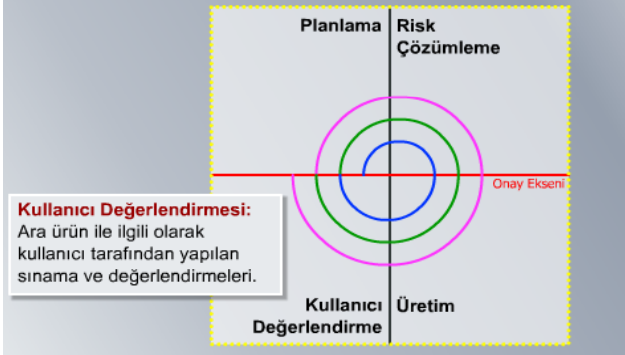 Planlama
Risk
Çözümleme
Onay Ekseni
Kullanıcı Değerlendirmesi:
Ara ürün ile ilgili olarak
kullanıcı tarafından yapılan
sınama ve değerlendirmeleri.
Kullanıcı
Değerlendirme
Üretim